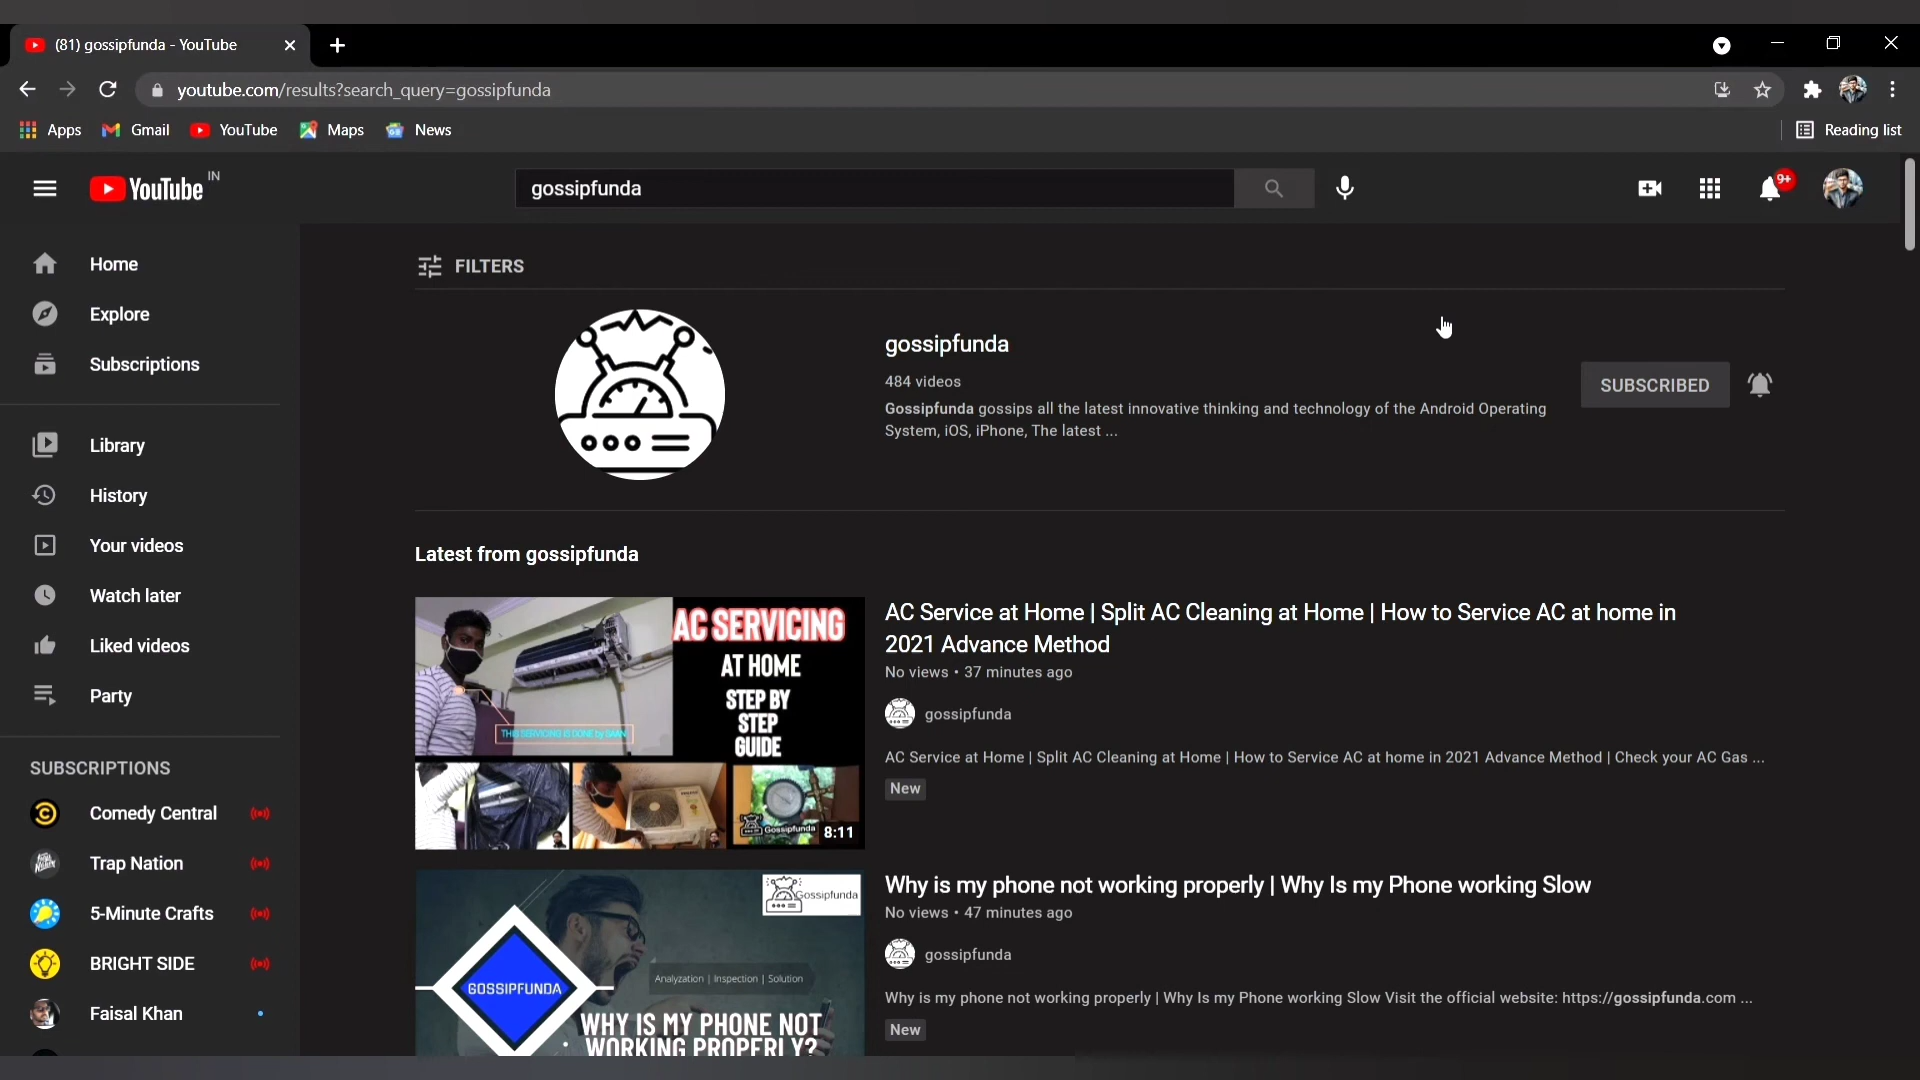 (81) gossipfunda - YouTube
youtube.com/results?search_query=gossipfunda
Apps Gmail YouTube Maps News Reading list
YouTube IN
gossipfunda
9+
Home
Explore
Subscriptions
Library
History
Your videos
Watch later
Liked videos
Party
SUBSCRIPTIONS
Comedy Central
Trap Nation
5-Minute Crafts
BRIGHT SIDE
Faisal Khan
FILTERS
gossipfunda
484 videos
Gossipfunda gossips all the latest innovative thinking and technology of the Android Operating
System, iOS, iPhone, The latest ...
SUBSCRIBED
Latest from gossipfunda
AC SERVICING
AT HOME
STEP BY
STEP
GUIDE
THIS SERVICING IS DONE by
Gossipfunda
8:11
AC Service at Home | Split AC Cleaning at Home | How to Service AC at home in
2021 Advance Method
No views • 37 minutes ago
gossipfunda
AC Service at Home | Split AC Cleaning at Home | How to Service AC at home in 2021 Advance Method | Check your AC Gas ...
New
Gossipfunda
GOSSIPFUNDA
Analyzation | Inspection | Solution
WHY IS MY PHONE NOT
WORKING PROPERLY?
Why is my phone not working properly | Why Is my Phone working Slow
No views • 47 minutes ago
gossipfunda
Why is my phone not working properly | Why Is my Phone working Slow Visit the official website: https://gossipfunda.com ...
New